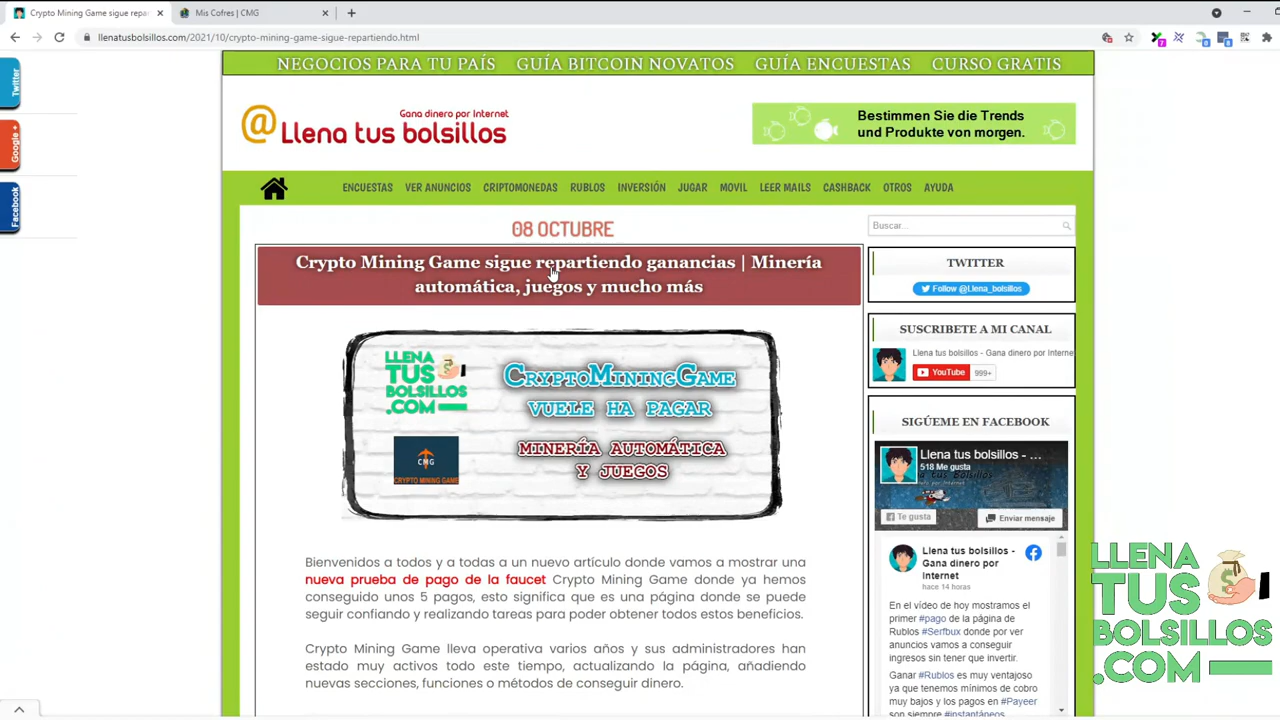 Crypto Mining Game sigue repa
Mis Cofres | CMG
llenatusbolsillos.com/2021/10/crypto-mining-game-sigue-repartiendo.html
7
8
8
Twitter
Google +
Facebook
NEGOCIOS PARA TU PAÍS GUÍA BITCOIN NOVATOS GUÍA ENCUESTAS CURSO GRATIS
Gana dinero por Internet
@Llena tus bolsillos
Bestimmen Sie die Trends
und Produkte von morgen.
ENCUESTAS VER ANUNCIOS CRIPTOMONEDAS RUBLOS INVERSIÓN JUGAR MOVIL LEER MAILS CASHBACK OTROS AYUDA
08 OCTUBRE
Crypto Mining Game sigue repartiendo ganancias | Minería
automática, juegos y mucho más
LLENA
TUS
BOLSILLOS
.COM
CMG
CRYPTO MINING GAME
CryptoMiningGame
VUELE HA PAGAR
MINERÍA AUTOMÁTICA
Y JUEGOS
Bienvenidos a todos y a todas a un nuevo artículo donde vamos a mostrar una
nueva prueba de pago de la faucet Crypto Mining Game donde ya hemos
conseguido unos 5 pagos, esto significa que es una página donde se puede
seguir confiando y realizando tareas para poder obtener todos estos beneficios.
Crypto Mining Game lleva operativa varios años y sus administradores han
estado muy activos todo este tiempo, actualizando la página, añadiendo
nuevas secciones, funciones o métodos de conseguir dinero.
Buscar...
TWITTER
Follow @Llena_bolsillos
SUSCRIBETE A MI CANAL
Llena tus bolsillos - Gana dinero por Interne
YouTube 999+
SIGÚEME EN FACEBOOK
Llena tus bolsillos - ...
518 Me gusta
Te gusta
Enviar mensaje
Llena tus bolsillos -
Gana dinero por
Internet
hace 14 horas
En el vídeo de hoy mostramos el
primer #pago de la página de
Rublos #Serfbux donde por ver
anuncios vamos a conseguir
ingresos sin tener que invertir.
Ganar #Rublos es muy ventajoso
ya que tenemos mínimos de cobro
muy bajos y los pagos en #Payeer
son siempre #instantáneos
LLENA
TUS
BOLSILLOS
.COM